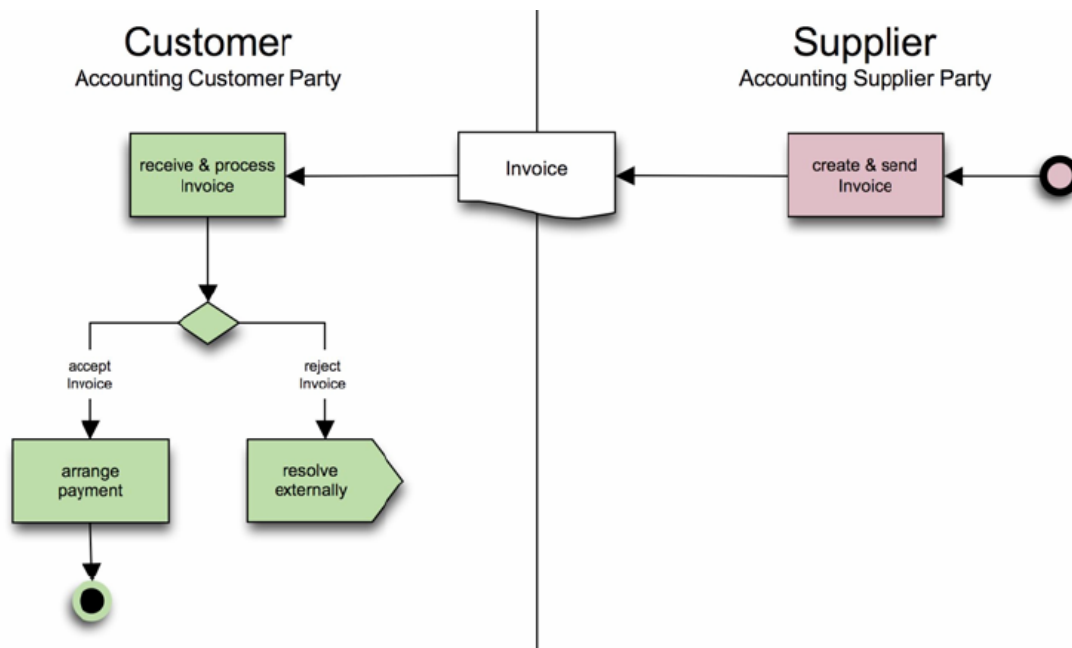 Customer
Accounting Customer Party
Supplier
Accounting Supplier Party
receive & process
Invoice
Invoice
create & send
Invoice
accept
Invoice
reject
Invoice
arrange
payment
resolve
externally